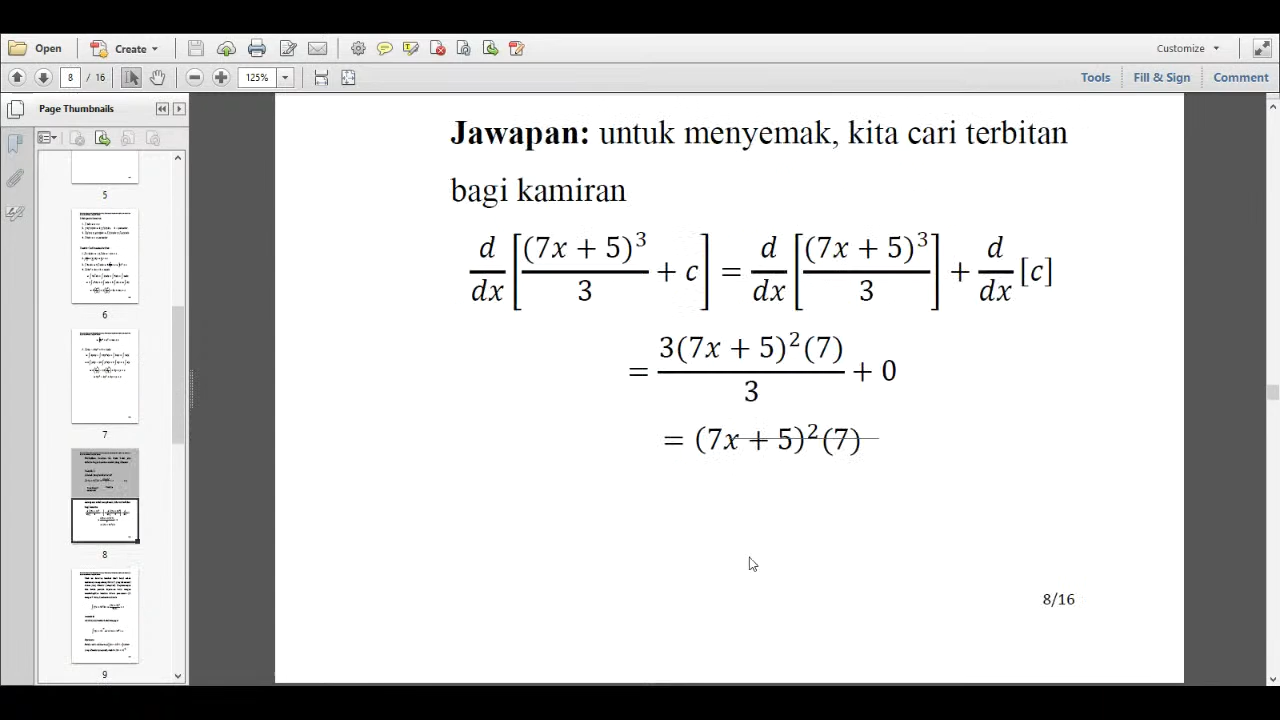 Open
Create
Customize
8 / 16
125%
Tools
Fill & Sign
Comment
Page Thumbnails
5
6
7
8
9
Jawapan: untuk menyemak, kita cari terbitan
bagi kamiran
d/dx [(7x + 5)³/3 + c] = d/dx [(7x + 5)³/3] + d/dx [c]
= 3(7x + 5)²(7)/3 + 0
= (7x + 5)²(7)
8/16